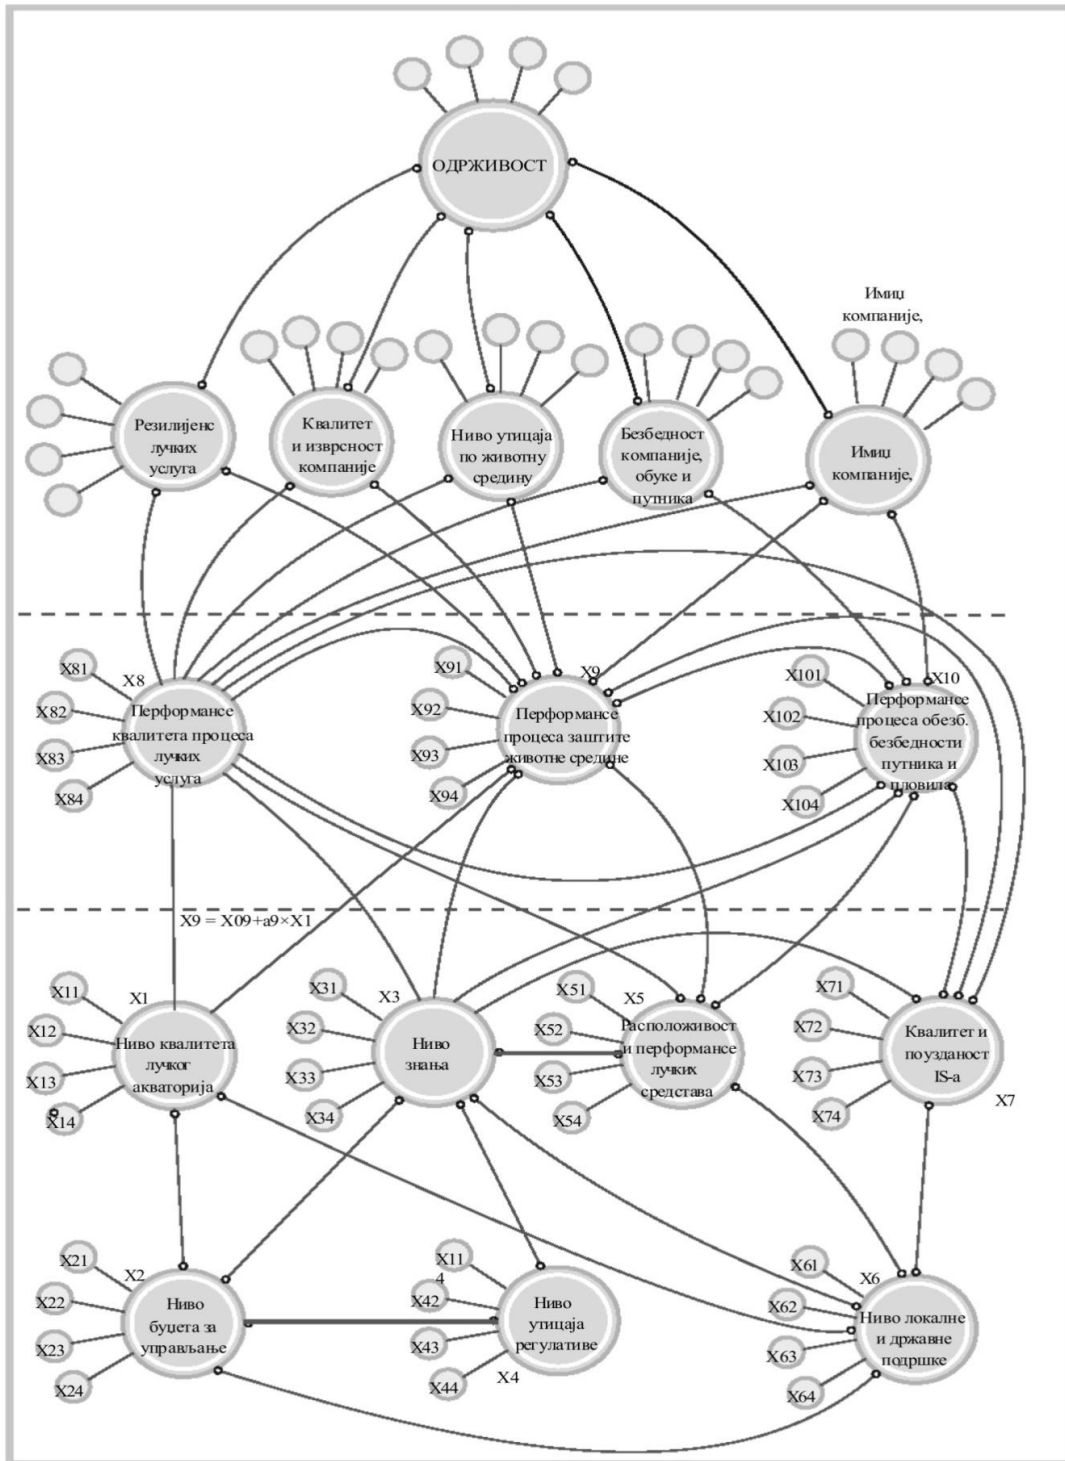 ОДРЖИВОСТ
Имиџ
компаније,
Резилијенс
лучких
услуга
Квалитет
и изврсност
компаније
Ниво утицаја
по животну
средину
Безбедност
компаније,
обуке и
путника
Имиџ
компаније,
X81
X82
X83
X84
X8
Перформансе
квалитета процеса
лучких
услуга
X91
X92
X93
X94
X9
Перформансе
процеса заштите
животне средине
X101
X102
X103
X104
X10
Перформансе
процеса обезб.
безбедности
путника и
пловила
X9 = X09+a9×X1
X11
X12
X13
X14
X1
Ниво квалитета
лучког
акваторија
X31
X32
X33
X34
X3
Ниво
знања
X51
X52
X53
X54
X5
Расположивост
и перформансе
лучких
средстава
X71
X72
X73
X74
Квалитет и
поузданост
IS-а
X7
X21
X22
X23
X24
X2
Ниво
буџета за
управљање
X11
4
X42
X43
X44
Ниво
утицаја
регулативе
X4
X61
X62
X63
X64
X6
Ниво локалне
и државне
подршке